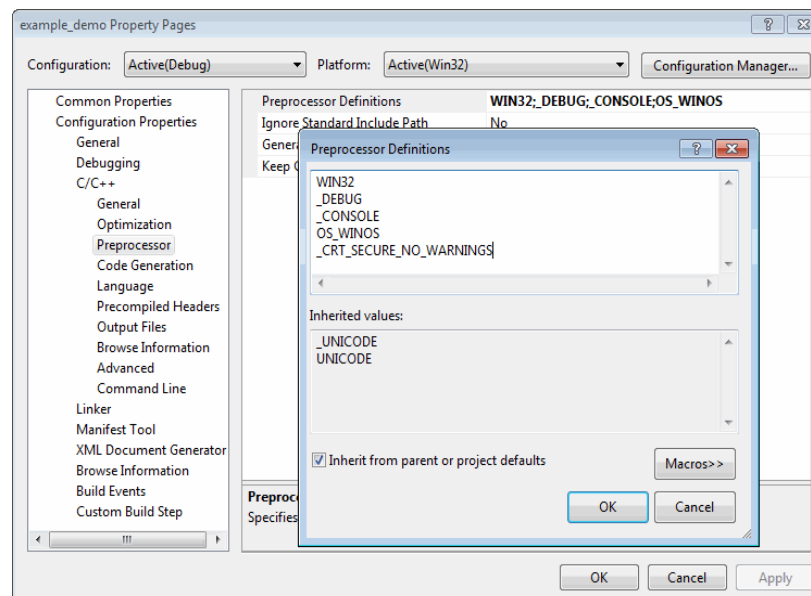 example_demo Property Pages
Configuration: Active(Debug) Platform: Active(Win32) Configuration Manager...
Common Properties
Configuration Properties
General
Debugging
C/C++
General
Optimization
Preprocessor
Code Generation
Language
Precompiled Headers
Output Files
Browse Information
Advanced
Command Line
Linker
Manifest Tool
XML Document Generator
Browse Information
Build Events
Custom Build Step
Preprocessor Definitions WIN32;_DEBUG;_CONSOLE;OS_WINOS
Ignore Standard Include Path No
Keep
Preprocessor Definitions
WIN32
_DEBUG
_CONSOLE
OS_WINOS
_CRT_SECURE_NO_WARNINGS
Inherited values:
_UNICODE
UNICODE
Inherit from parent or project defaults
Macros>>
OK Cancel
Specifies
OK Cancel Apply